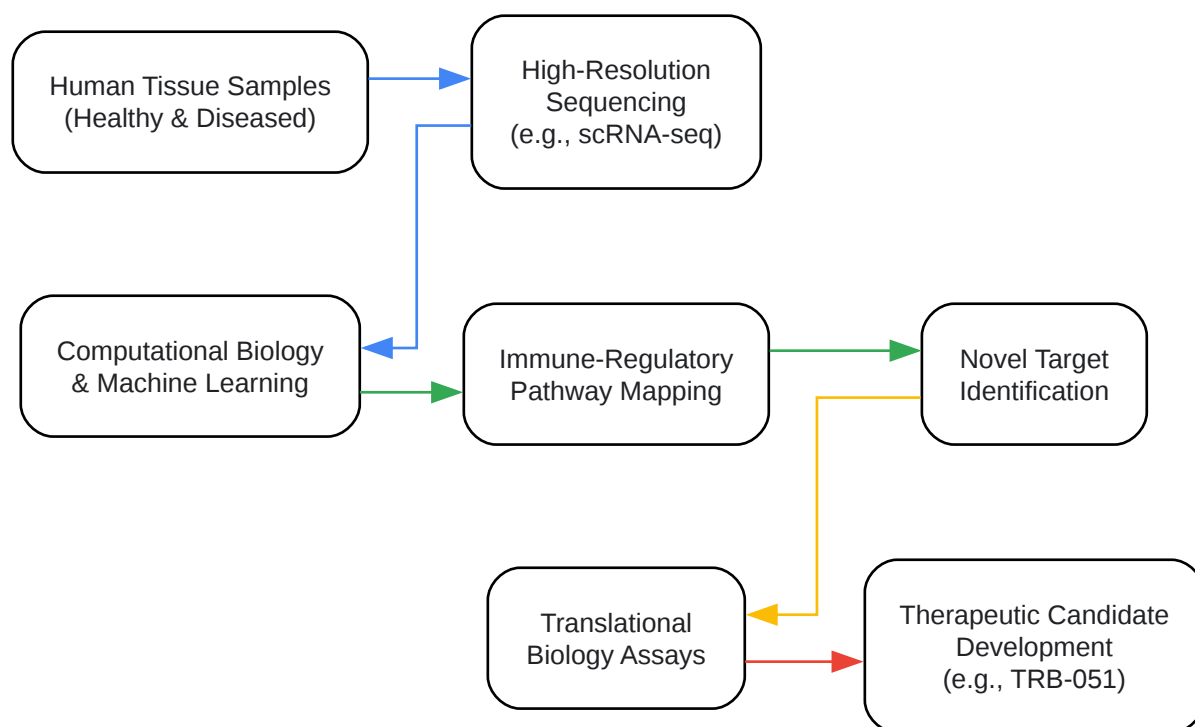 Human Tissue Samples
(Healthy & Diseased)
High-Resolution
Sequencing
(e.g., scRNA-seq)
Computational Biology
& Machine Learning
Immune-Regulatory
Pathway Mapping
Novel Target
Identification
Translational
Biology Assays
Therapeutic Candidate
Development
(e.g., TRB-051)